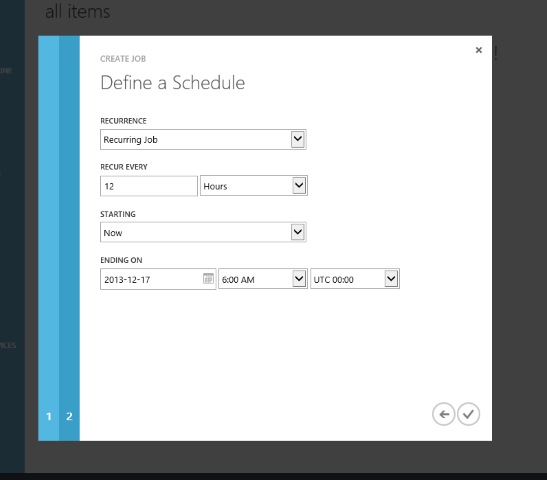 all items
CREATE JOB
Define a Schedule
RECURRENCE
Recurring Job
RECUR EVERY
12 Hours
STARTING
Now
ENDING ON
2013-12-17 6:00 AM UTC 00:00
1 2